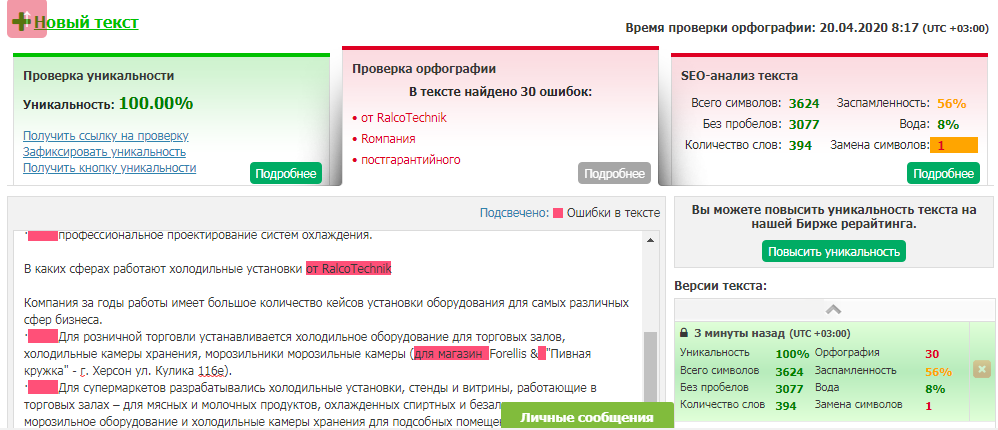 Новый текст
Время проверки орфографии: 20.04.2020 8:17 (UTC +03:00)
Проверка уникальности
Уникальность: 100.00%
Получить ссылку на проверку
Зафиксировать уникальность
Получить кнопку уникальности
Подробнее
Проверка орфографии
В тексте найдено 30 ошибок:
• от RalcoTechnik
• Kомпания
• постгарантийного
Подробнее
SEO-анализ текста
Всего символов: 3624 Заспамленность: 56%
Без пробелов: 3077 Вода: 8%
Количество слов: 394 Замена символов: 1
Подробнее
Подсвечено: Ошибки в тексте
· профессиональное проектирование систем охлаждения.
В каких сферах работают холодильные установки от RalcoTechnik
Компания за годы работы имеет большое количество кейсов установки оборудования для самых различных
сфер бизнеса.
· Для розничной торговли устанавливается холодильное оборудование для торговых залов,
холодильные камеры хранения, морозильники морозильные камеры (для магазин Forellis & "Пивная
кружка" - г. Херсон ул. Кулика 116е).
· Для супермаркетов разрабатывались холодильные установки, стенды и витрины, работающие в
торговых залах – для мясных и молочных продуктов, охлажденных спиртных и
морозильное оборудование и холодильные камеры хранения для подсобных
Личные сообщения
Вы можете повысить уникальность текста на
нашей Бирже рерайтинга.
Повысить уникальность
Версии текста:
3 минуты назад (UTC +03:00)
Уникальность 100% Орфография 30
Всего символов 3624 Заспамленность 56%
Без пробелов 3077 Вода 8%
Количество слов 394 Замена символов 1